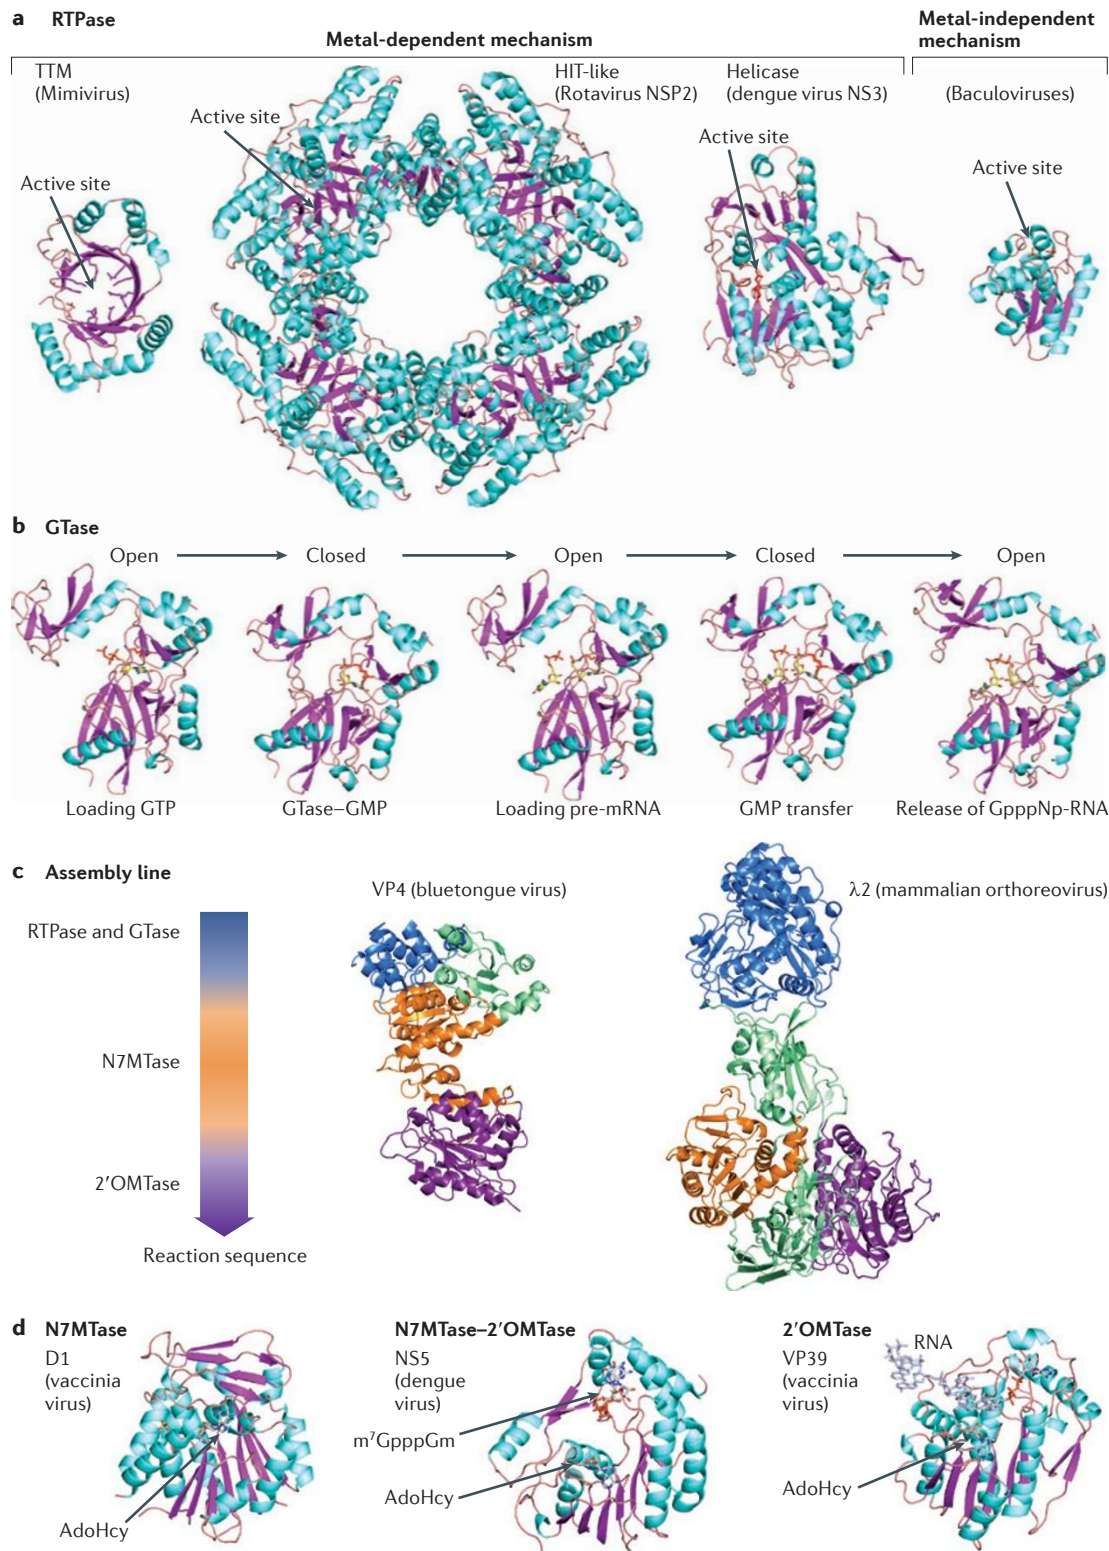 a RTPase
Metal-dependent mechanism
Metal-independent
mechanism
TTM
(Mimivirus)
HIT-like
(Rotavirus NSP2)
Helicase
(dengue virus NS3)
(Baculoviruses)
Active site
Active site
Active site
Active site
b GTase
Open
Closed
Open
Closed
Open
Loading GTP
GTase–GMP
Loading pre-mRNA
GMP transfer
Release of GpppNp-RNA
c Assembly line
VP4 (bluetongue virus)
λ2 (mammalian orthoreovirus)
RTPase and GTase
N7MTase
2′OMTase
Reaction sequence
d N7MTase
D1
(vaccinia
virus)
AdoHcy
N7MTase–2′OMTase
NS5
(dengue
virus)
m⁷GpppGm
AdoHcy
2′OMTase
VP39
(vaccinia
virus)
RNA
AdoHcy